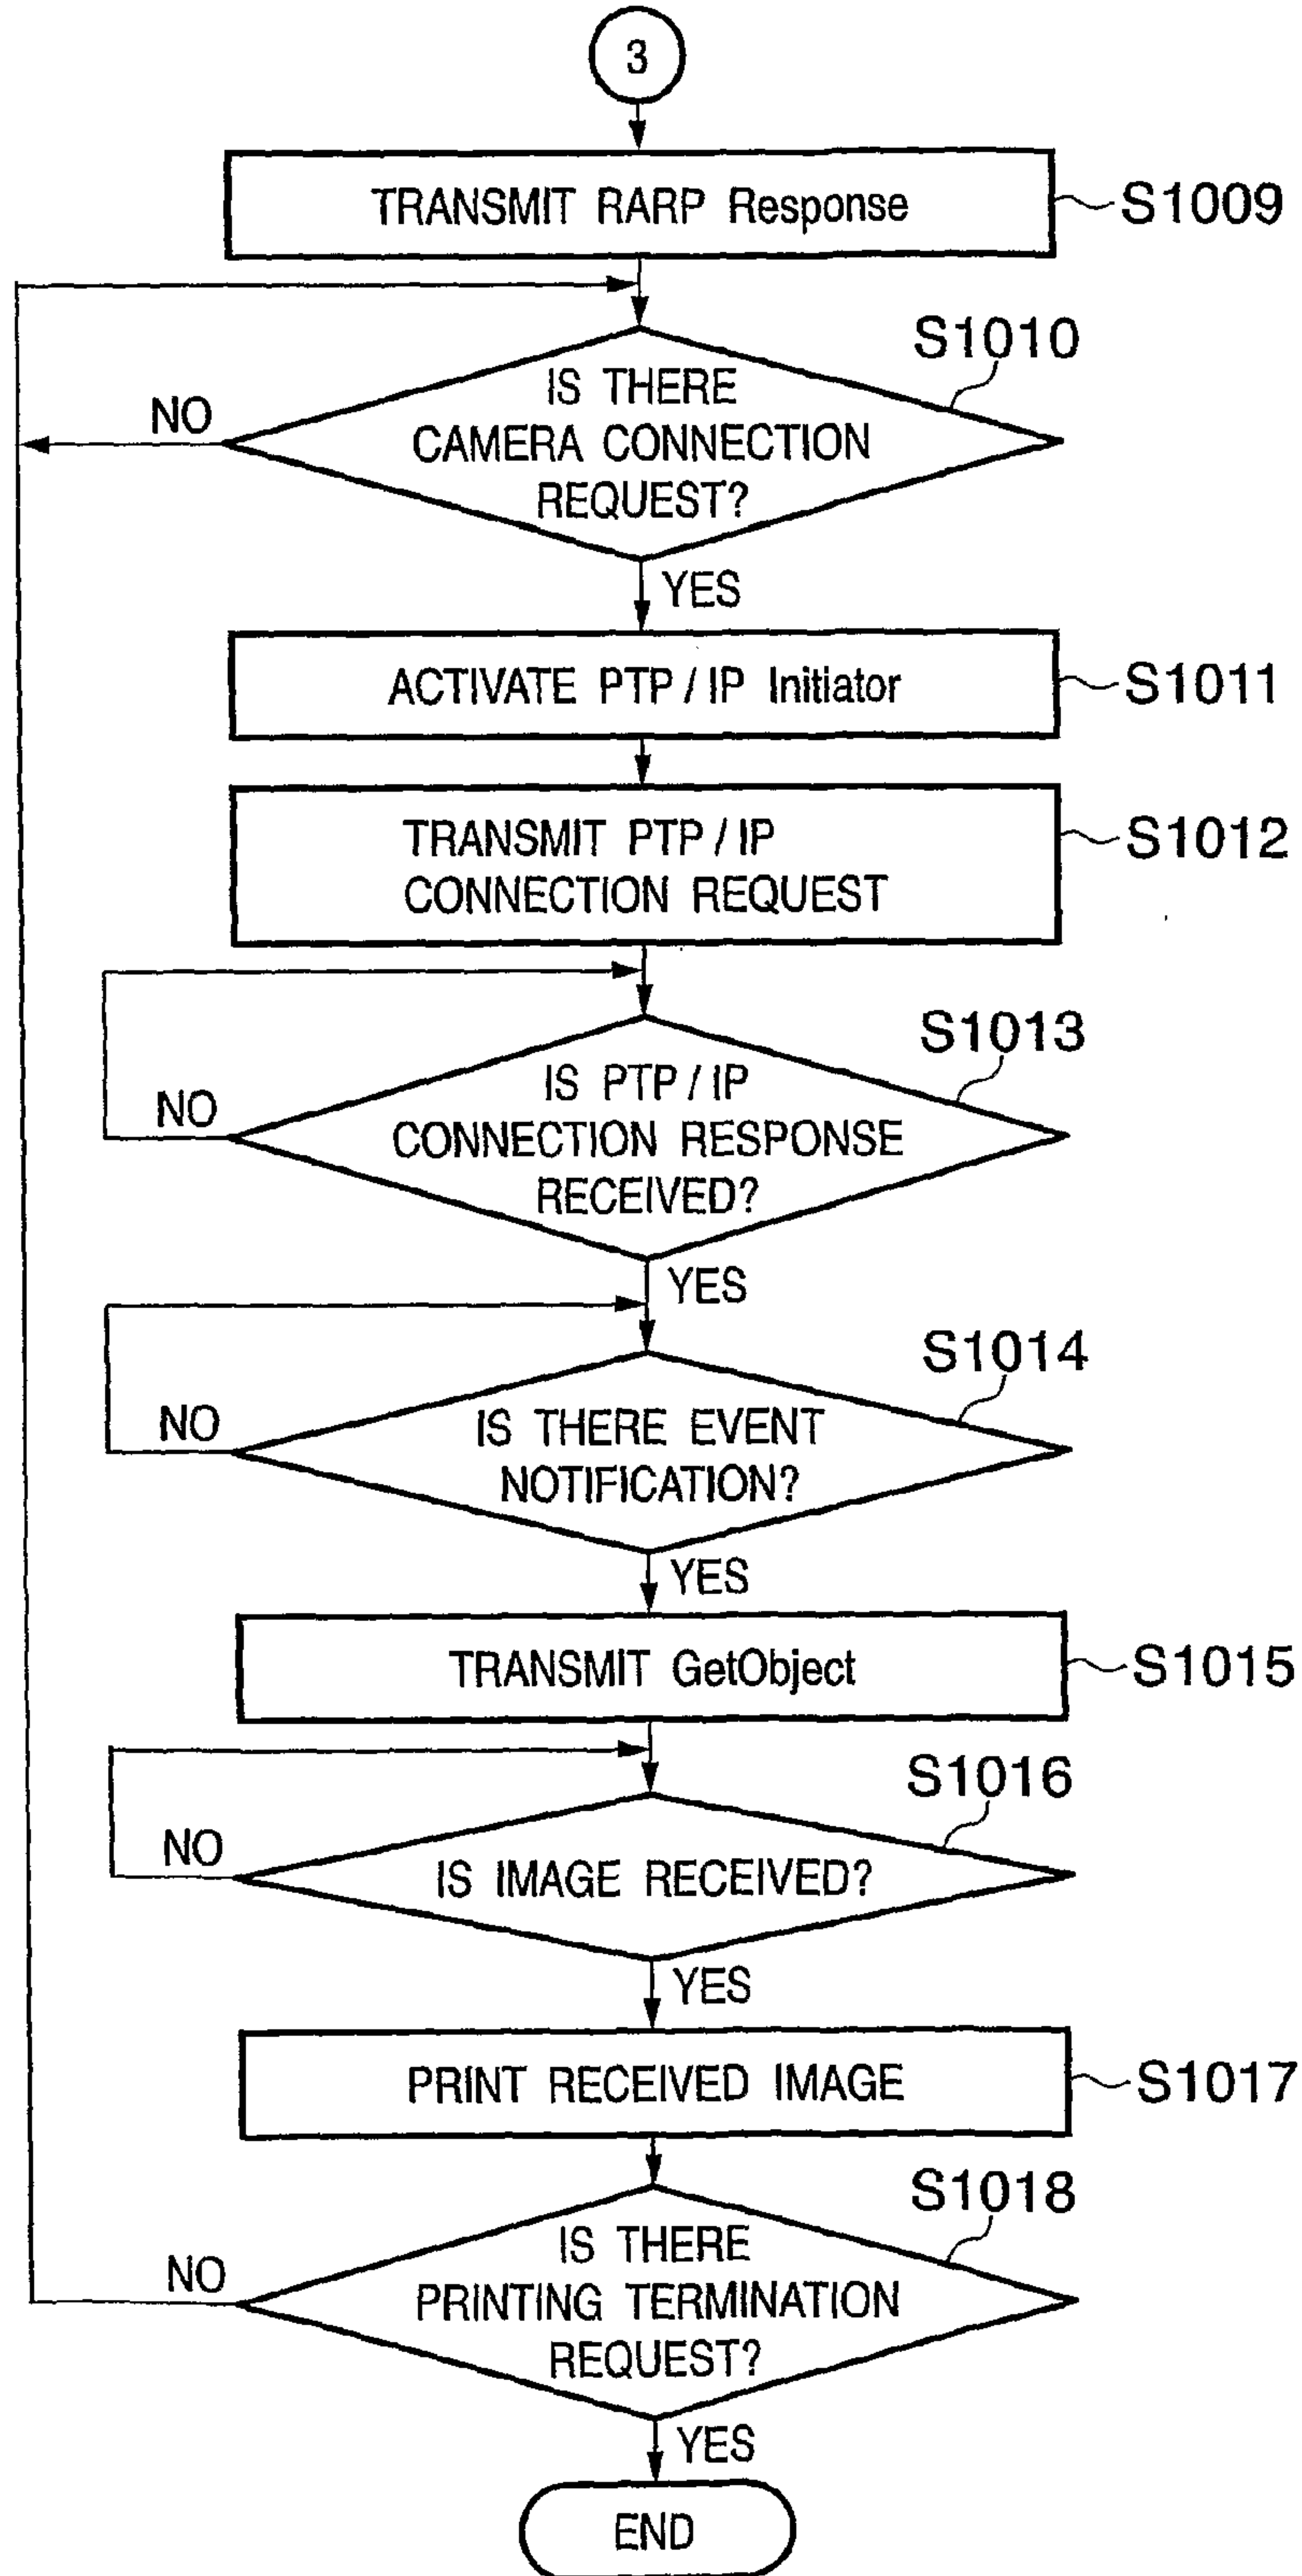 3
TRANSMIT RARP Response
S1009
S1010
IS THERE
CAMERA CONNECTION
REQUEST?
NO
YES
ACTIVATE PTP / IP Initiator
S1011
TRANSMIT PTP / IP
CONNECTION REQUEST
S1012
S1013
IS PTP / IP
CONNECTION RESPONSE
RECEIVED?
NO
YES
S1014
IS THERE EVENT
NOTIFICATION?
NO
YES
TRANSMIT GetObject
S1015
S1016
IS IMAGE RECEIVED?
NO
YES
PRINT RECEIVED IMAGE
S1017
S1018
IS THERE
PRINTING TERMINATION
REQUEST?
NO
YES
END